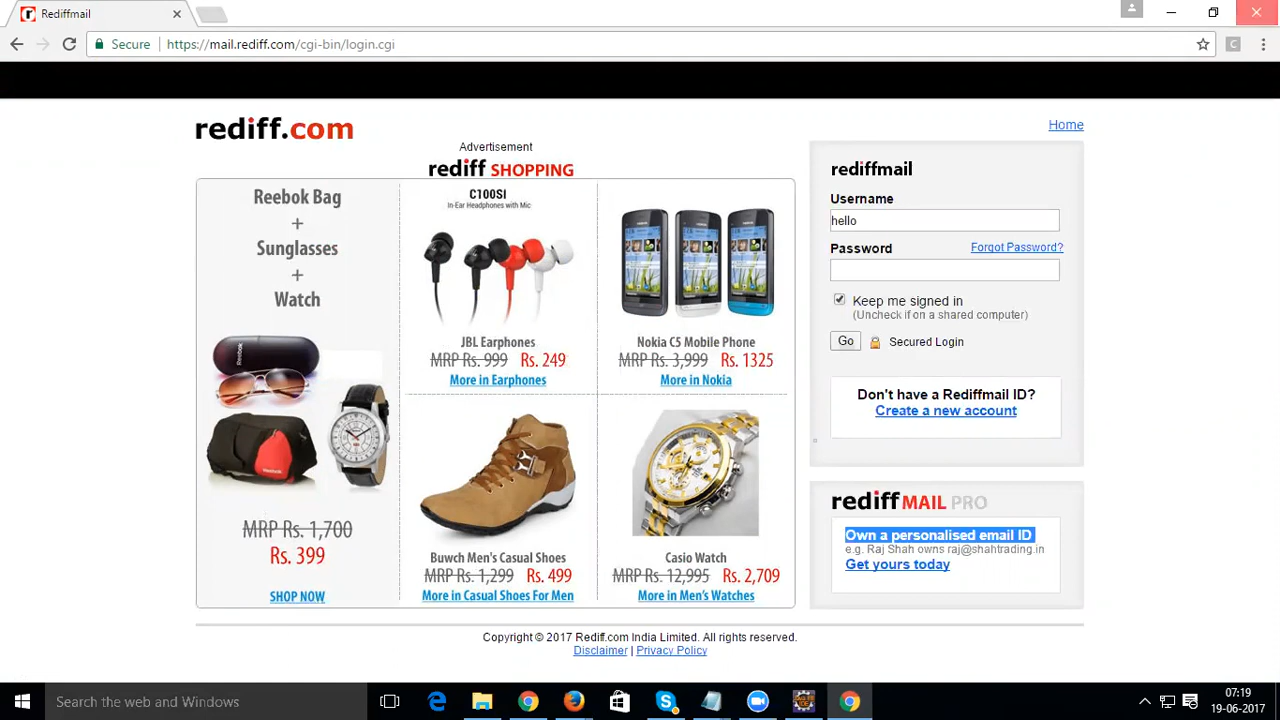 Rediffmail
Secure
https://mail.rediff.com/cgi-bin/login.cgi
C
rediff.com
Home
Advertisement
rediff SHOPPING
Reebok Bag
+
Sunglasses
+
Watch
MRP Rs. 1,700
Rs. 399
SHOP NOW
C100SI
In-Ear Headphones with Mic
JBL Earphones
MRP Rs. 999 Rs. 249
More in Earphones
Nokia C5 Mobile Phone
MRP Rs. 3,999 Rs. 1325
More in Nokia
Buwch Men's Casual Shoes
MRP Rs. 1,299 Rs. 499
More in Casual Shoes For Men
Casio Watch
MRP Rs. 12,995 Rs. 2,709
More in Men's Watches
rediffmail
Username
hello
Password Forgot Password?
Keep me signed in
(Uncheck if on a shared computer)
Go Secured Login
Don't have a Rediffmail ID?
Create a new account
rediff MAIL PRO
Own a personalised email ID
e.g. Raj Shah owns raj@shahtrading.in
Get yours today
Copyright © 2017 Rediff.com India Limited. All rights reserved.
Disclaimer | Privacy Policy
Search the web and Windows
07:19
19-06-2017